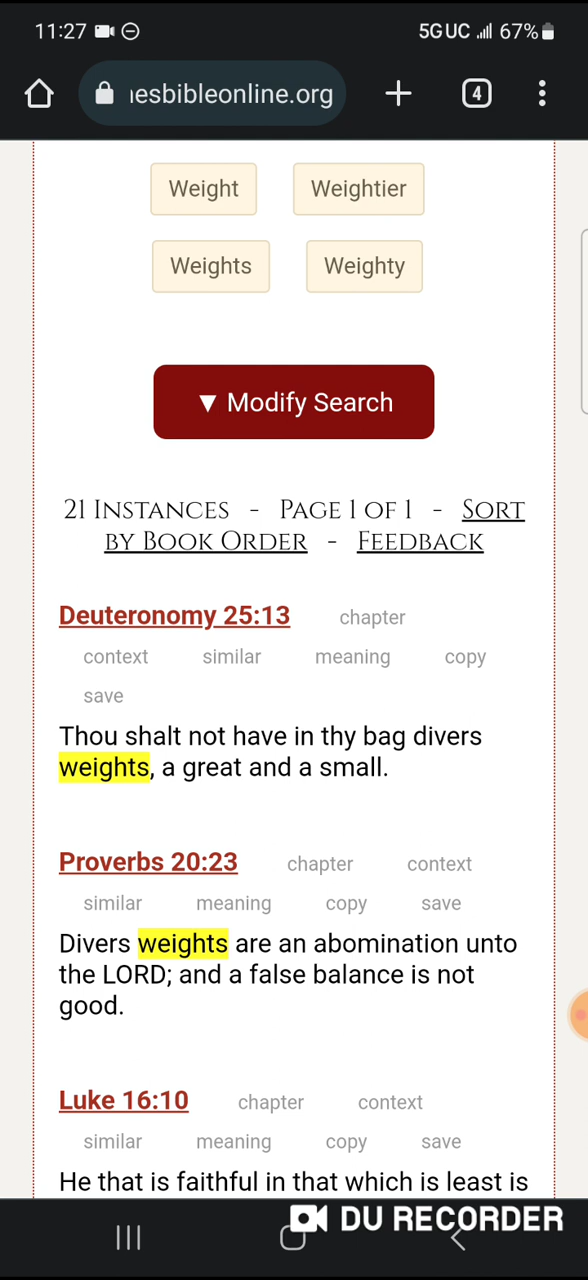 11:27
5G UC 67%
nesbibleonline.org
4
Weight Weightier
Weights Weighty
▼ Modify Search
21 Instances - Page 1 of 1 - Sort
by Book Order - Feedback
Deuteronomy 25:13 chapter
context similar meaning copy
save
Thou shalt not have in thy bag divers
weights, a great and a small.
Proverbs 20:23 chapter context
similar meaning copy save
Divers weights are an abomination unto
the LORD; and a false balance is not
good.
Luke 16:10 chapter context
similar meaning copy save
He that is faithful in that which is least is
DU RECORDER